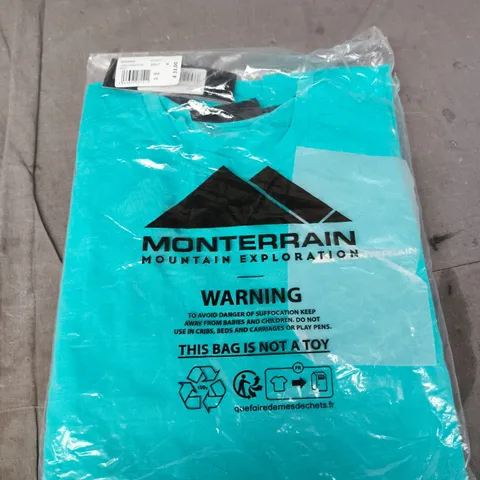 MONTERRAIN
MOUNTAIN EXPLORATION
WARNING
TO AVOID DANGER OF SUFFOCATION KEEP
AWAY FROM BABIES AND CHILDREN. DO NOT
USE IN CRIBS, BEDS AND CARRIAGES OR PLAY PENS.
THIS BAG IS NOT A TOY
FR
quefairedemesdechets.fr